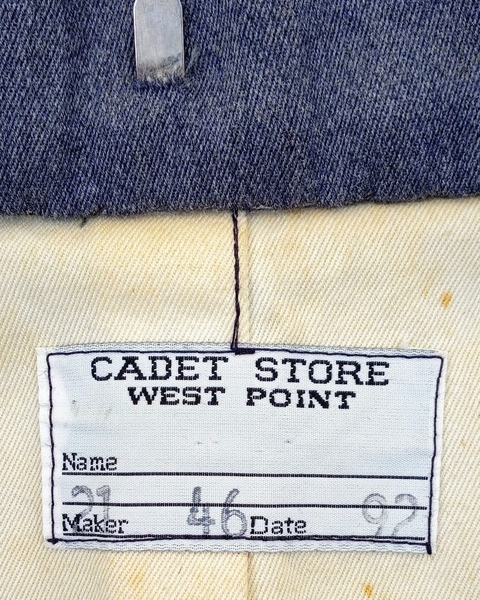 CADET STORE
WEST POINT
Name
21 46 92
Maker Date